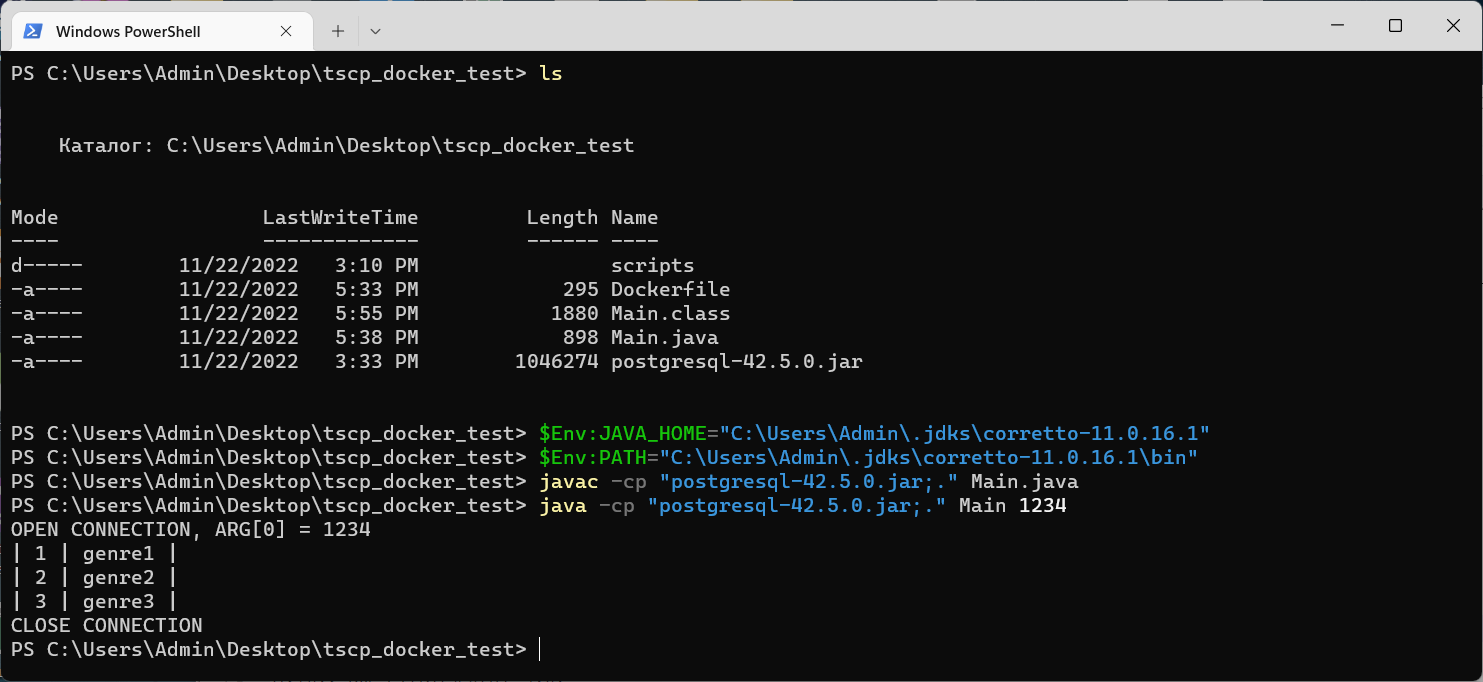 Windows PowerShell
PS C:\Users\Admin\Desktop\tscp_docker_test> ls
Каталог: C:\Users\Admin\Desktop\tscp_docker_test
Mode                 LastWriteTime         Length Name
----                 -------------         ------ ----
d-----        11/22/2022   3:10 PM                scripts
-a----        11/22/2022   5:33 PM            295 Dockerfile
-a----        11/22/2022   5:55 PM           1880 Main.class
-a----        11/22/2022   5:38 PM            898 Main.java
-a----        11/22/2022   3:33 PM        1046274 postgresql-42.5.0.jar
PS C:\Users\Admin\Desktop\tscp_docker_test> $Env:JAVA_HOME="C:\Users\Admin\.jdks\corretto-11.0.16.1"
PS C:\Users\Admin\Desktop\tscp_docker_test> $Env:PATH="C:\Users\Admin\.jdks\corretto-11.0.16.1\bin"
PS C:\Users\Admin\Desktop\tscp_docker_test> javac -cp "postgresql-42.5.0.jar;." Main.java
PS C:\Users\Admin\Desktop\tscp_docker_test> java -cp "postgresql-42.5.0.jar;." Main 1234
OPEN CONNECTION, ARG[0] = 1234
| 1 | genre1 |
| 2 | genre2 |
| 3 | genre3 |
CLOSE CONNECTION
PS C:\Users\Admin\Desktop\tscp_docker_test>